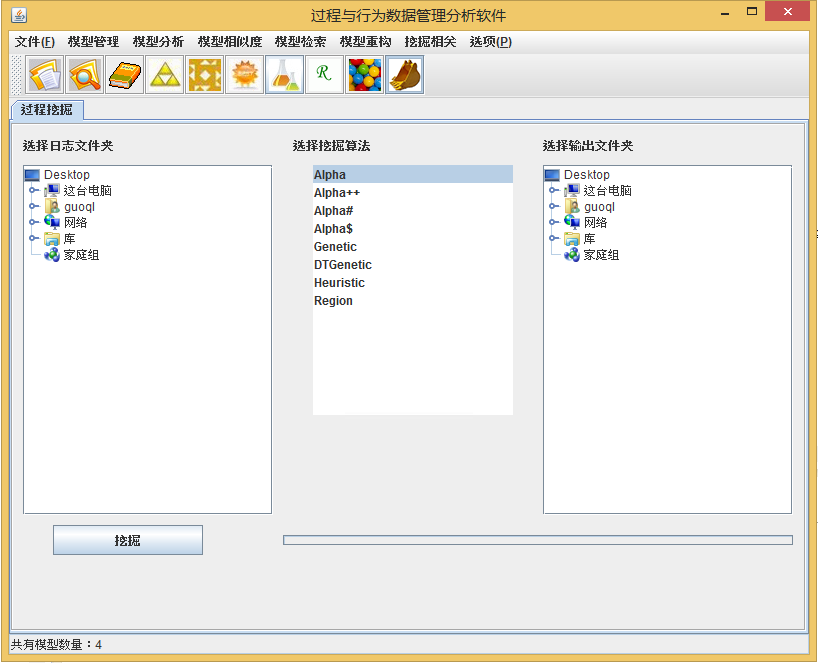 过程与行为数据管理分析软件
文件(F) 模型管理 模型分析 模型相似度 模型检索 模型重构 挖掘相关 选项(P)
R
过程挖掘
选择日志文件夹 选择挖掘算法 选择输出文件夹
Desktop
这台电脑
guoql
网络
库
家庭组
Alpha
Alpha++
Alpha#
Alpha$
Genetic
DTGenetic
Heuristic
Region
Desktop
这台电脑
guoql
网络
库
家庭组
挖掘
共有模型数量：4